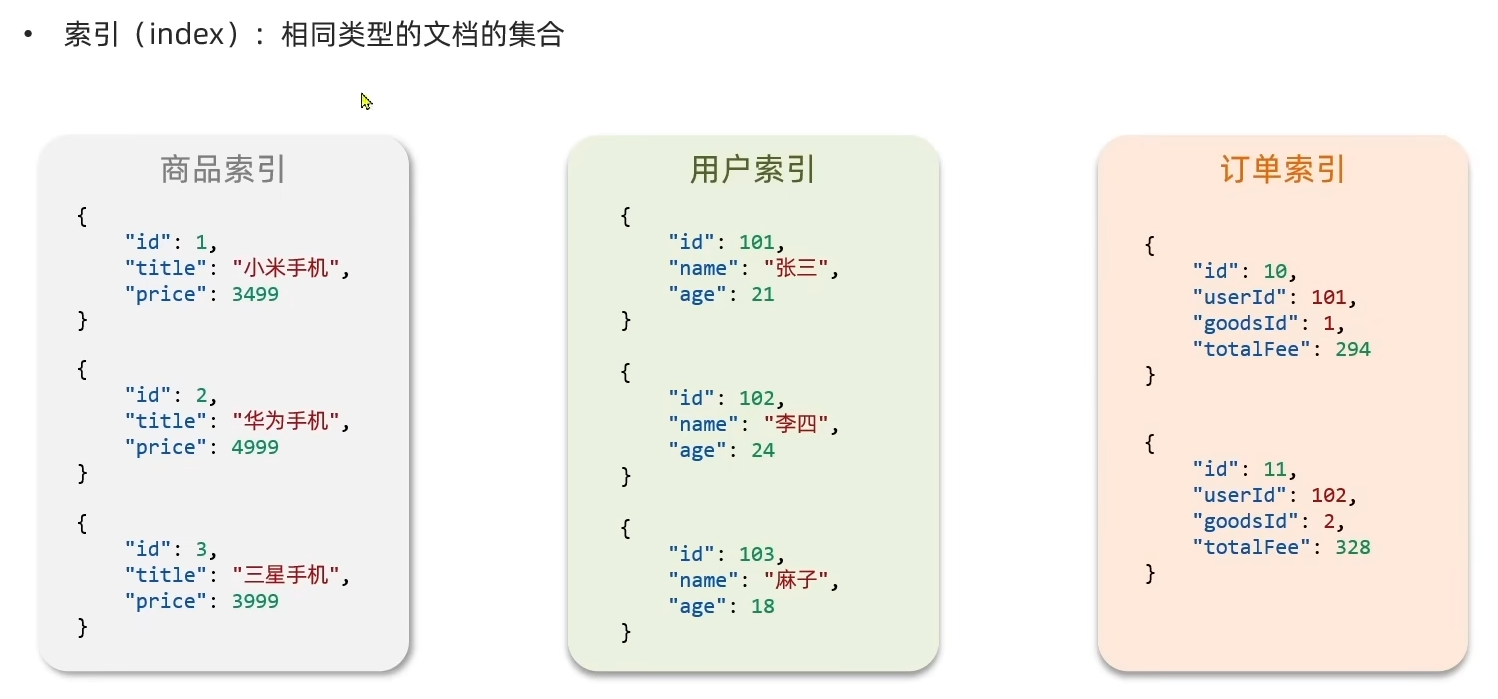 • 索引（index）：相同类型的文档的集合
商品索引
{
"id": 1,
"title": "小米手机",
"price": 3499
}
{
"id": 2,
"title": "华为手机",
"price": 4999
}
{
"id": 3,
"title": "三星手机",
"price": 3999
}
用户索引
{
"id": 101,
"name": "张三",
"age": 21
}
{
"id": 102,
"name": "李四",
"age": 24
}
{
"id": 103,
"name": "麻子",
"age": 18
}
订单索引
{
"id": 10,
"userId": 101,
"goodsId": 1,
"totalFee": 294
}
{
"id": 11,
"userId": 102,
"goodsId": 2,
"totalFee": 328
}